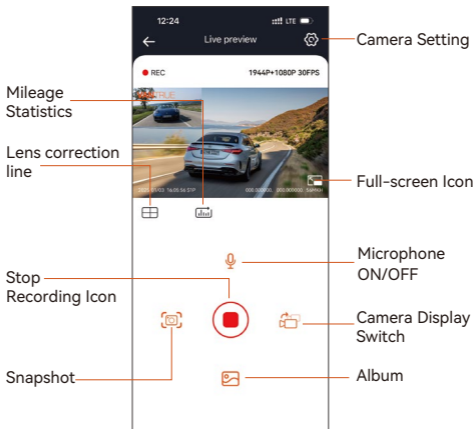 12:24
LTE
Live preview
Camera Setting
REC
1944P+1080P 30FPS
Mileage
Statistics
Lens correction
line
Full-screen Icon
Microphone
ON/OFF
Stop
Recording Icon
Camera Display
Switch
Snapshot
Album